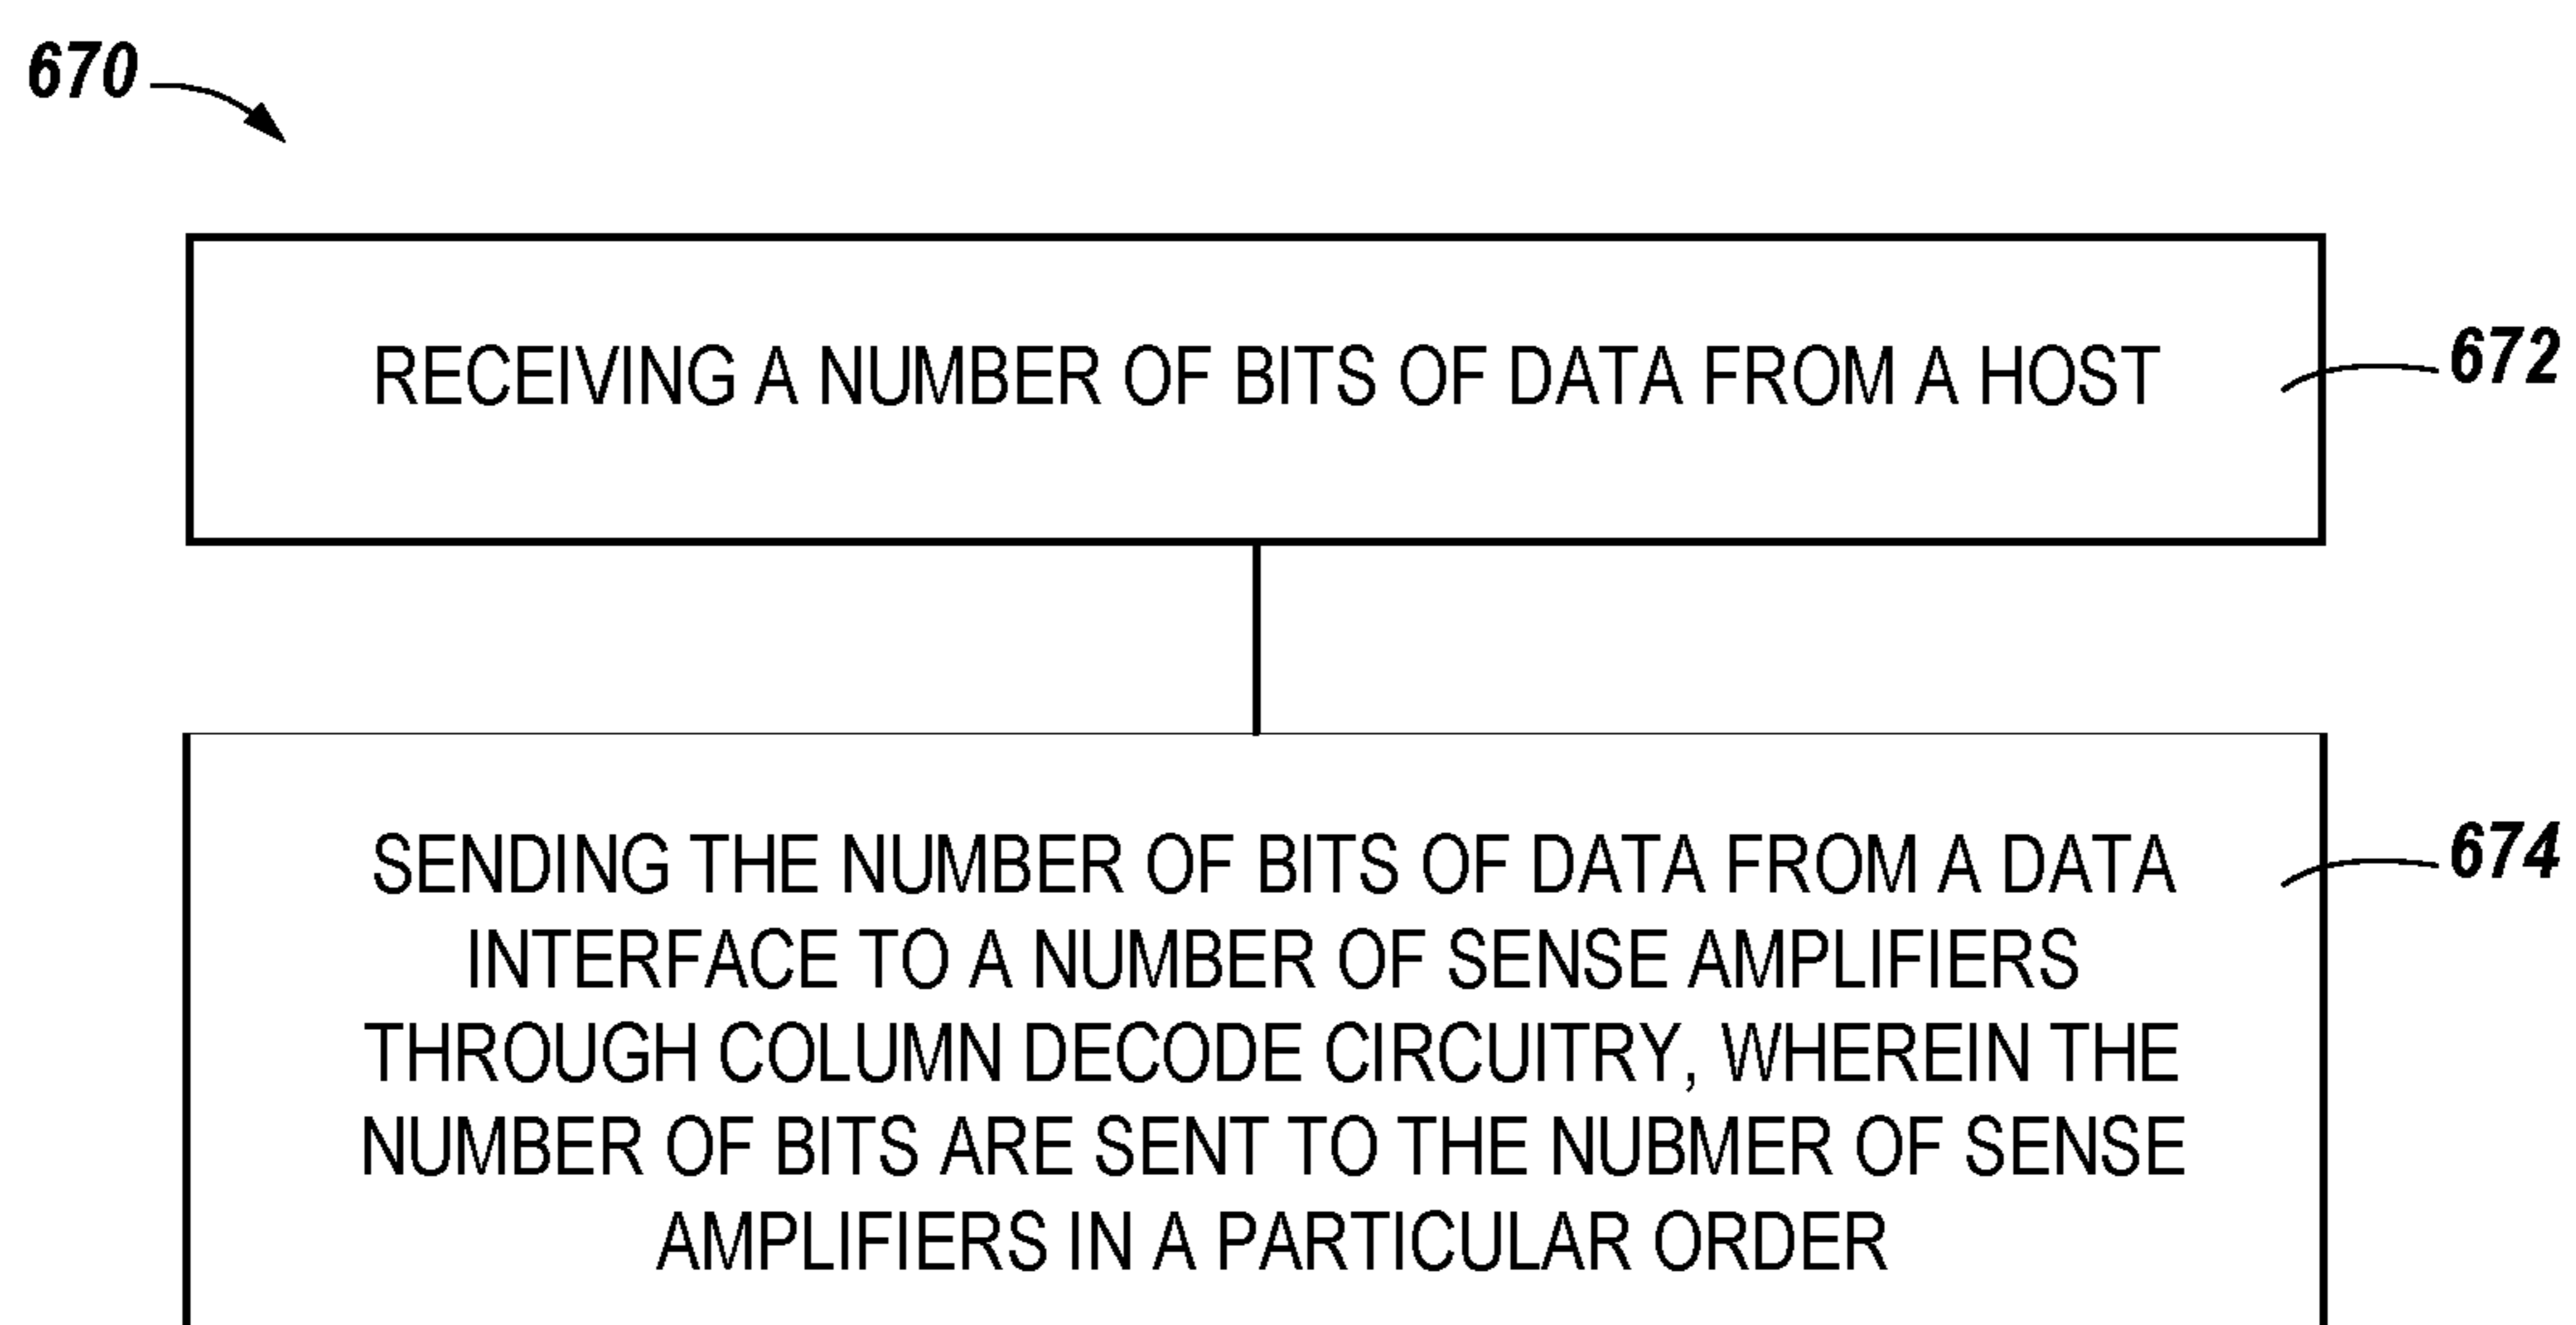 670
RECEIVING A NUMBER OF BITS OF DATA FROM A HOST
672
SENDING THE NUMBER OF BITS OF DATA FROM A DATA
674
INTERFACE TO A NUMBER OF SENSE AMPLIFIERS
THROUGH COLUMN DECODE CIRCUITRY, WHEREIN THE
NUMBER OF BITS ARE SENT TO THE NUBMER OF SENSE
AMPLIFIERS IN A PARTICULAR ORDER